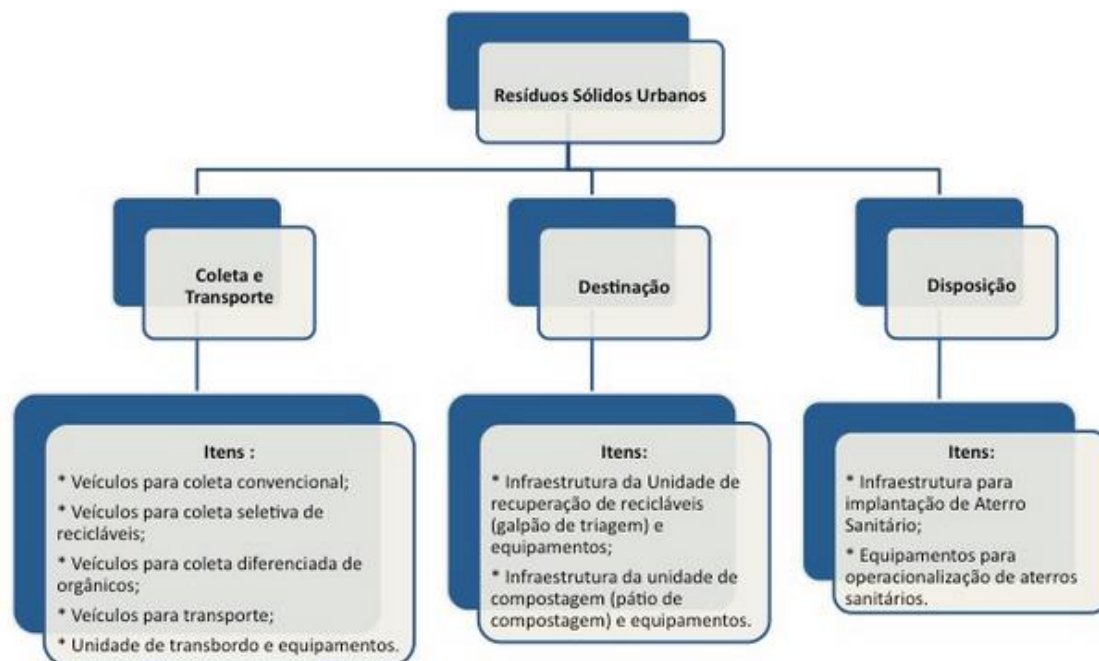 Resíduos Sólidos Urbanos
Coleta e
Transporte
Destinação
Disposição
Itens :
* Veículos para coleta convencional;
* Veículos para coleta seletiva de
recicláveis;
* Veículos para coleta diferenciada de
orgânicos;
* Veículos para transporte;
* Unidade de transbordo e equipamentos.
Itens:
* Infraestrutura da Unidade de
recuperação de recicláveis
(galpão de triagem) e
equipamentos;
* Infraestrutura da unidade de
compostagem (pátio de
compostagem) e equipamentos.
Itens:
* Infraestrutura para
implantação de Aterro
Sanitário;
* Equipamentos para
operacionalização de aterros
sanitários.